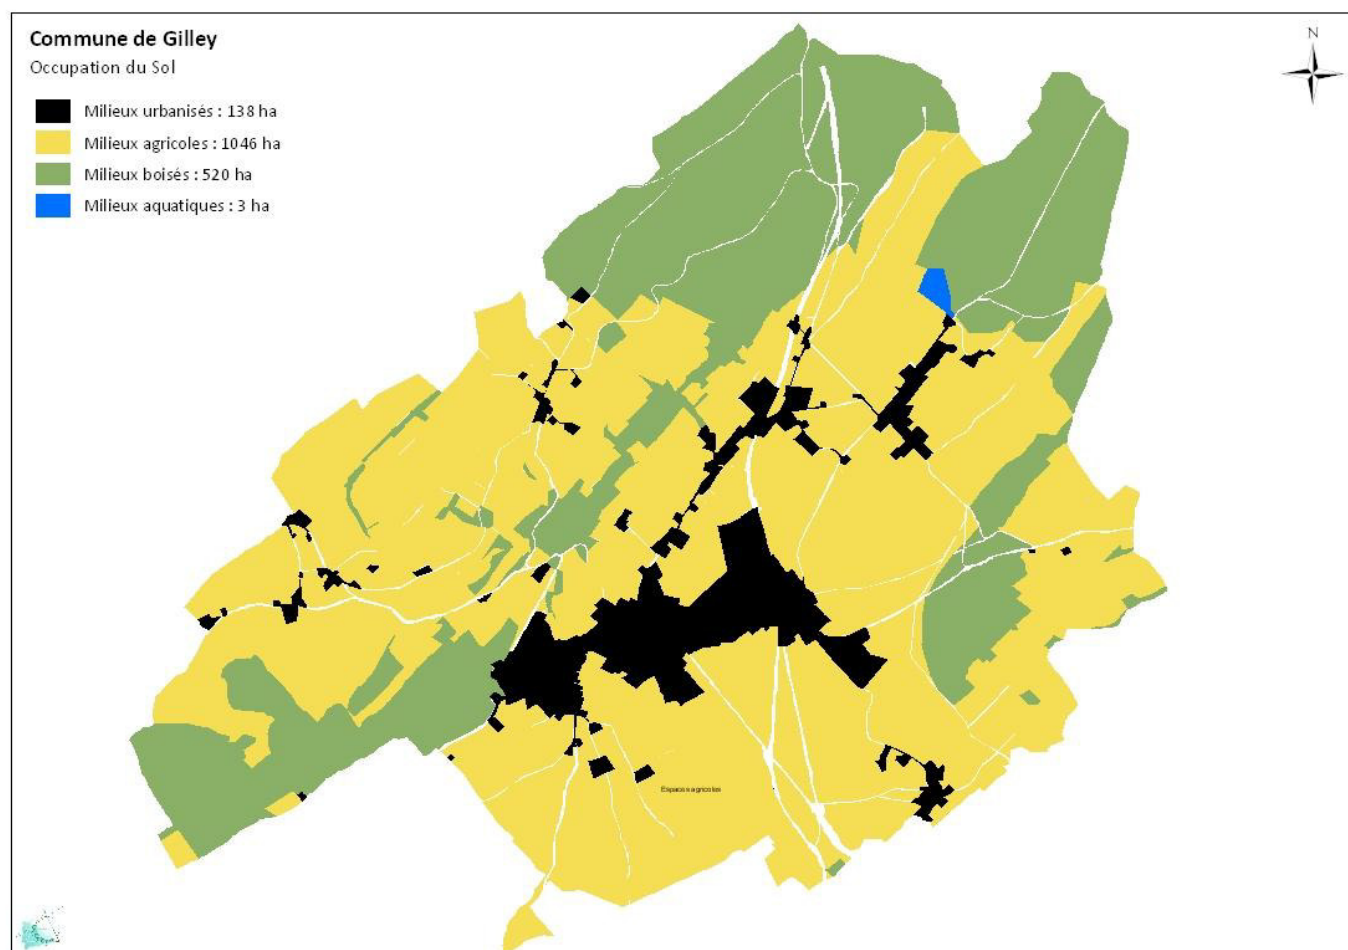 Commune de Gilley
Occupation du Sol
Milieux urbanisés : 138 ha
Milieux agricoles : 1046 ha
Milieux boisés : 520 ha
Milieux aquatiques : 3 ha
N
Espaces agricoles